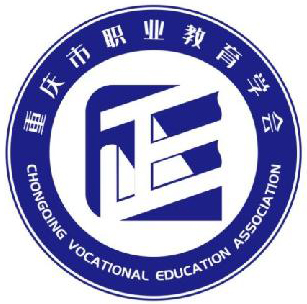 重庆市职业教育学会
CHONGQING VOCATIONAL EDUCATION ASSOCIATION